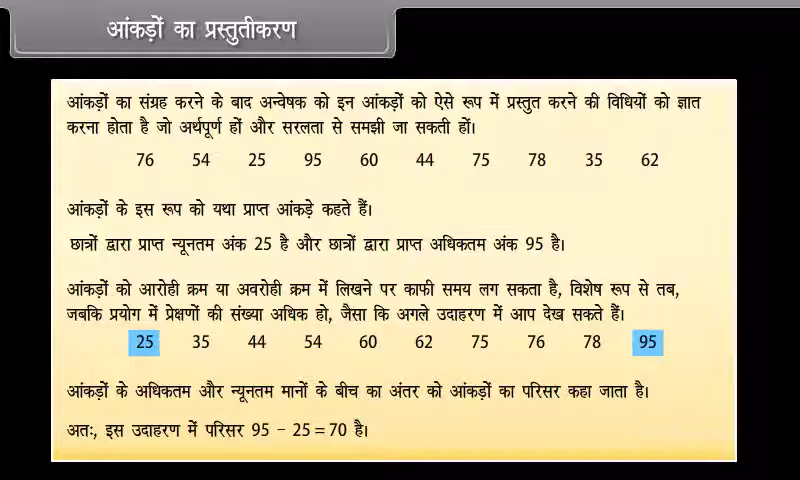 आंकड़ों का प्रस्तुतीकरण
आंकड़ों का संग्रह करने के बाद अन्वेषक को इन आंकड़ों को ऐसे रूप में प्रस्तुत करने की विधियों को ज्ञात
करना होता है जो अर्थपूर्ण हों और सरलता से समझी जा सकती हों।
76 54 25 95 60 44 75 78 35 62
आंकड़ों के इस रूप को यथा प्राप्त आंकड़े कहते हैं।
छात्रों द्वारा प्राप्त न्यूनतम अंक 25 है और छात्रों द्वारा प्राप्त अधिकतम अंक 95 है।
आंकड़ों को आरोही क्रम या अवरोही क्रम में लिखने पर काफी समय लग सकता है, विशेष रूप से तब,
जबकि प्रयोग में प्रेक्षणों की संख्या अधिक हो, जैसा कि अगले उदाहरण में आप देख सकते हैं।
25 35 44 54 60 62 75 76 78 95
आंकड़ों के अधिकतम और न्यूनतम मानों के बीच का अंतर को आंकड़ों का परिसर कहा जाता है।
अतः, इस उदाहरण में परिसर 95 − 25 = 70 है।